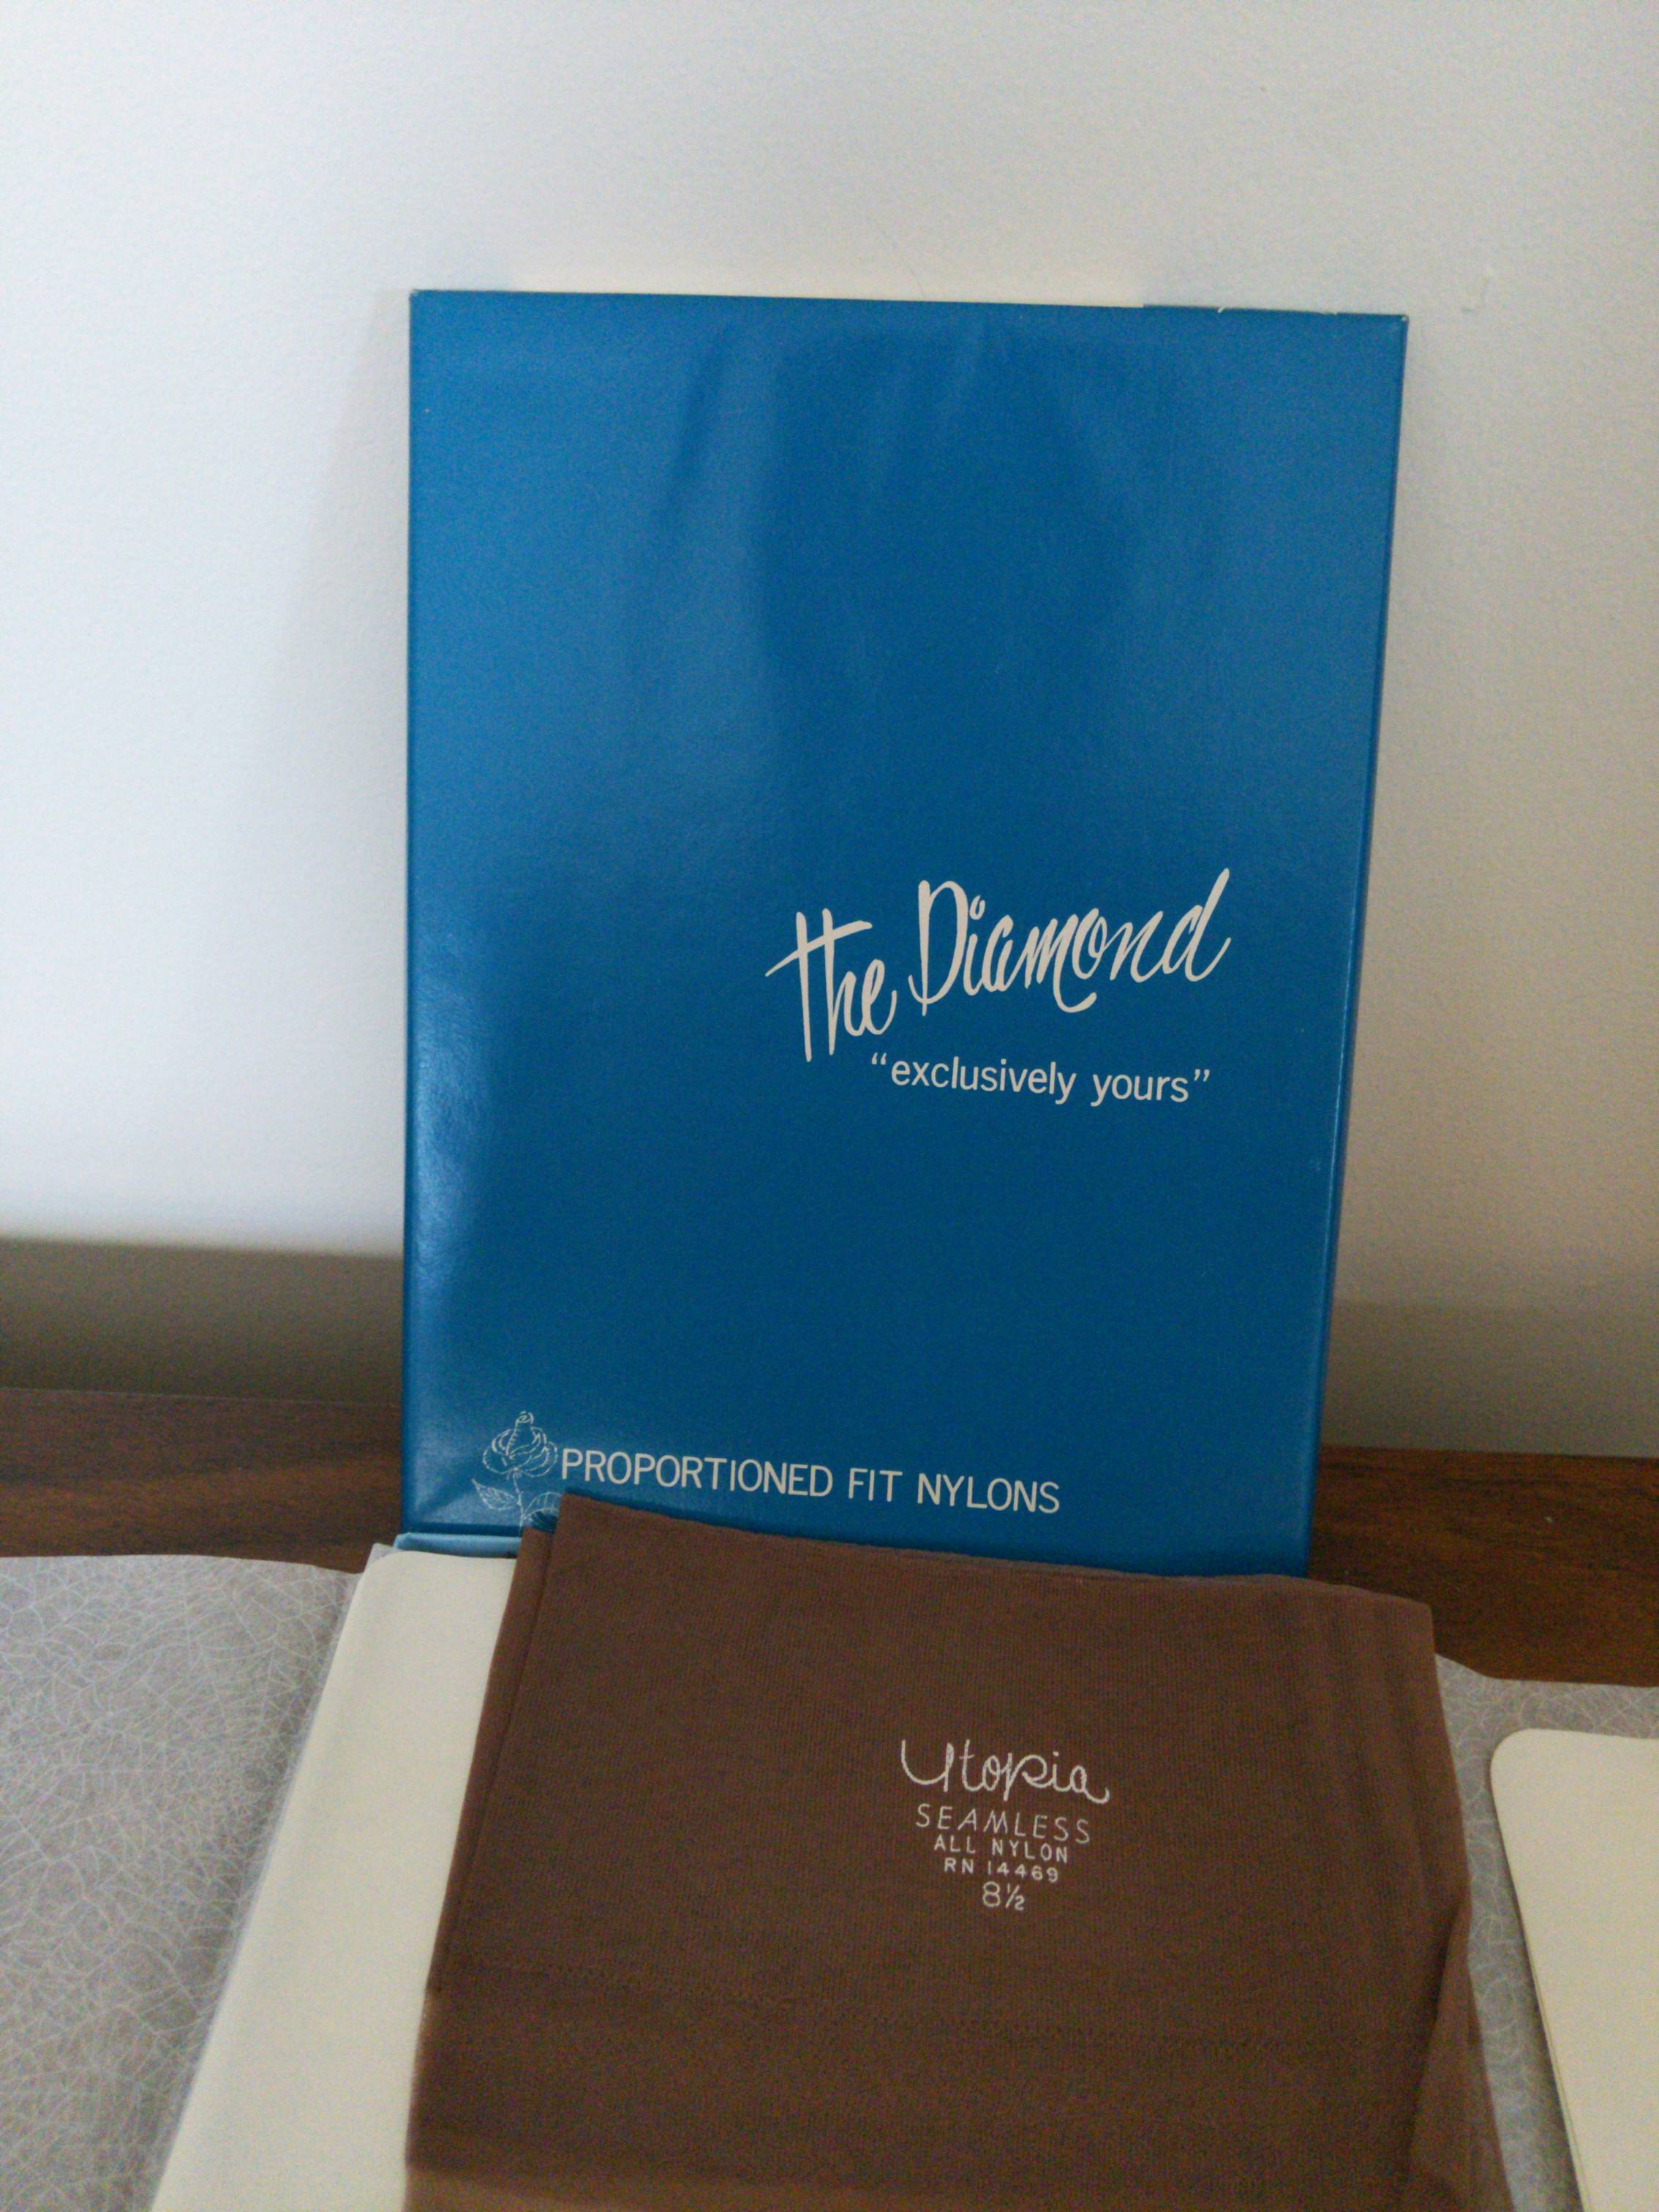 The Diamond
“exclusively yours”
PROPORTIONED FIT NYLONS
Utopia
SEAMLESS
ALL NYLON
RN 14469
8½